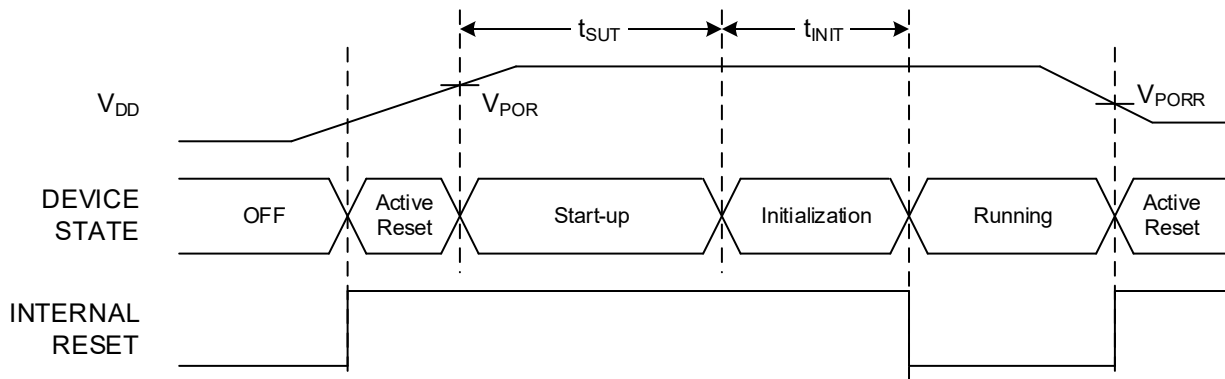 tSUT tINIT
VDD VPOR VPORR
DEVICE
STATE
OFF
Active
Reset
Start-up
Initialization
Running
Active
Reset
INTERNAL
RESET